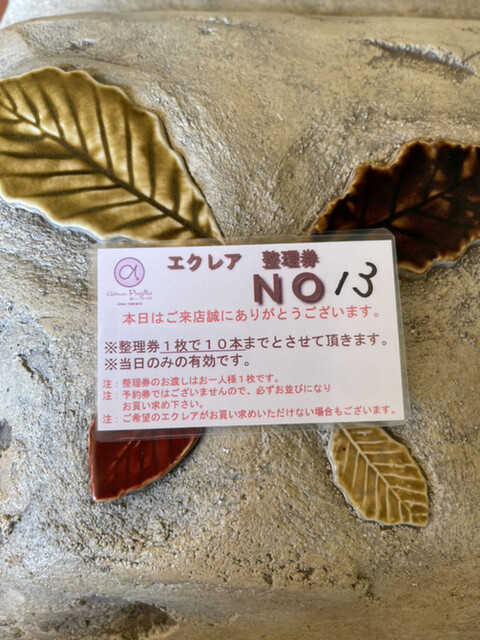 エクレア 整理券
NO 13
本日はご来店誠にありがとうございます。
※整理券１枚で１０本までとさせて頂きます。
※当日のみの有効です。
注：整理券のお渡しはお一人様１枚です。
注：予約券ではございませんので、必ずお並びになり
お買い求め下さい。
注：ご希望のエクレアがお買い求めいただけない場合もございます。